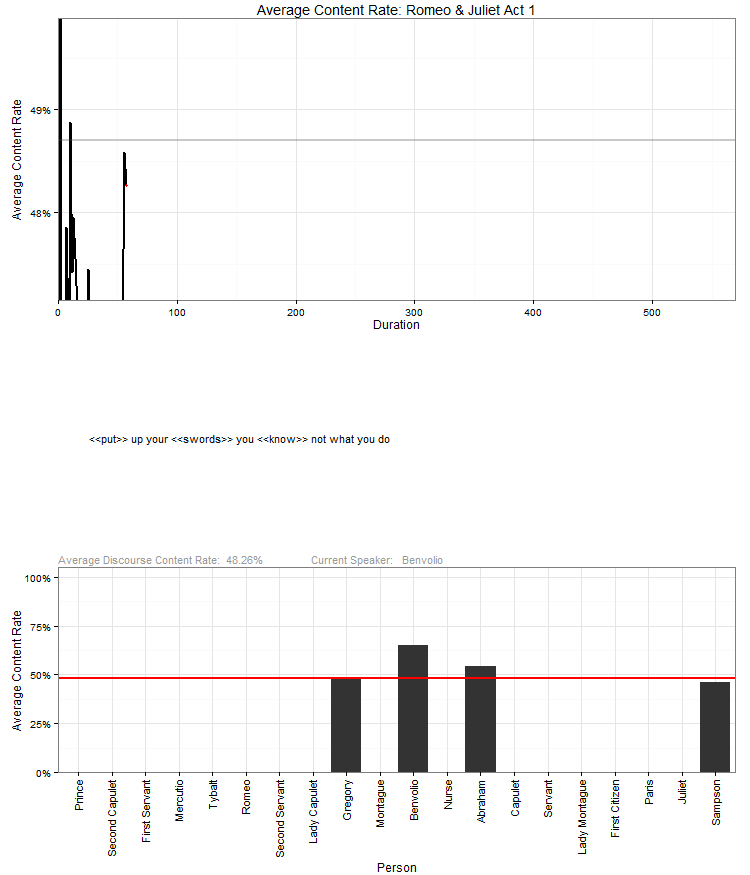 Average Content Rate: Romeo & Juliet Act 1
Average Content Rate
49%
48%
0 100 200 300 400 500
Duration
<<put>> up your <<swords>> you <<know>> not what you do
Average Discourse Content Rate: 48.26% Current Speaker: Benvolio
Average Content Rate
100%
75%
50%
25%
0%
Prince
Second Capulet
First Servant
Mercutio
Tybalt
Romeo
Second Servant
Lady Capulet
Gregory
Montague
Benvolio
Nurse
Abraham
Capulet
Servant
Lady Montague
First Citizen
Paris
Juliet
Sampson
Person